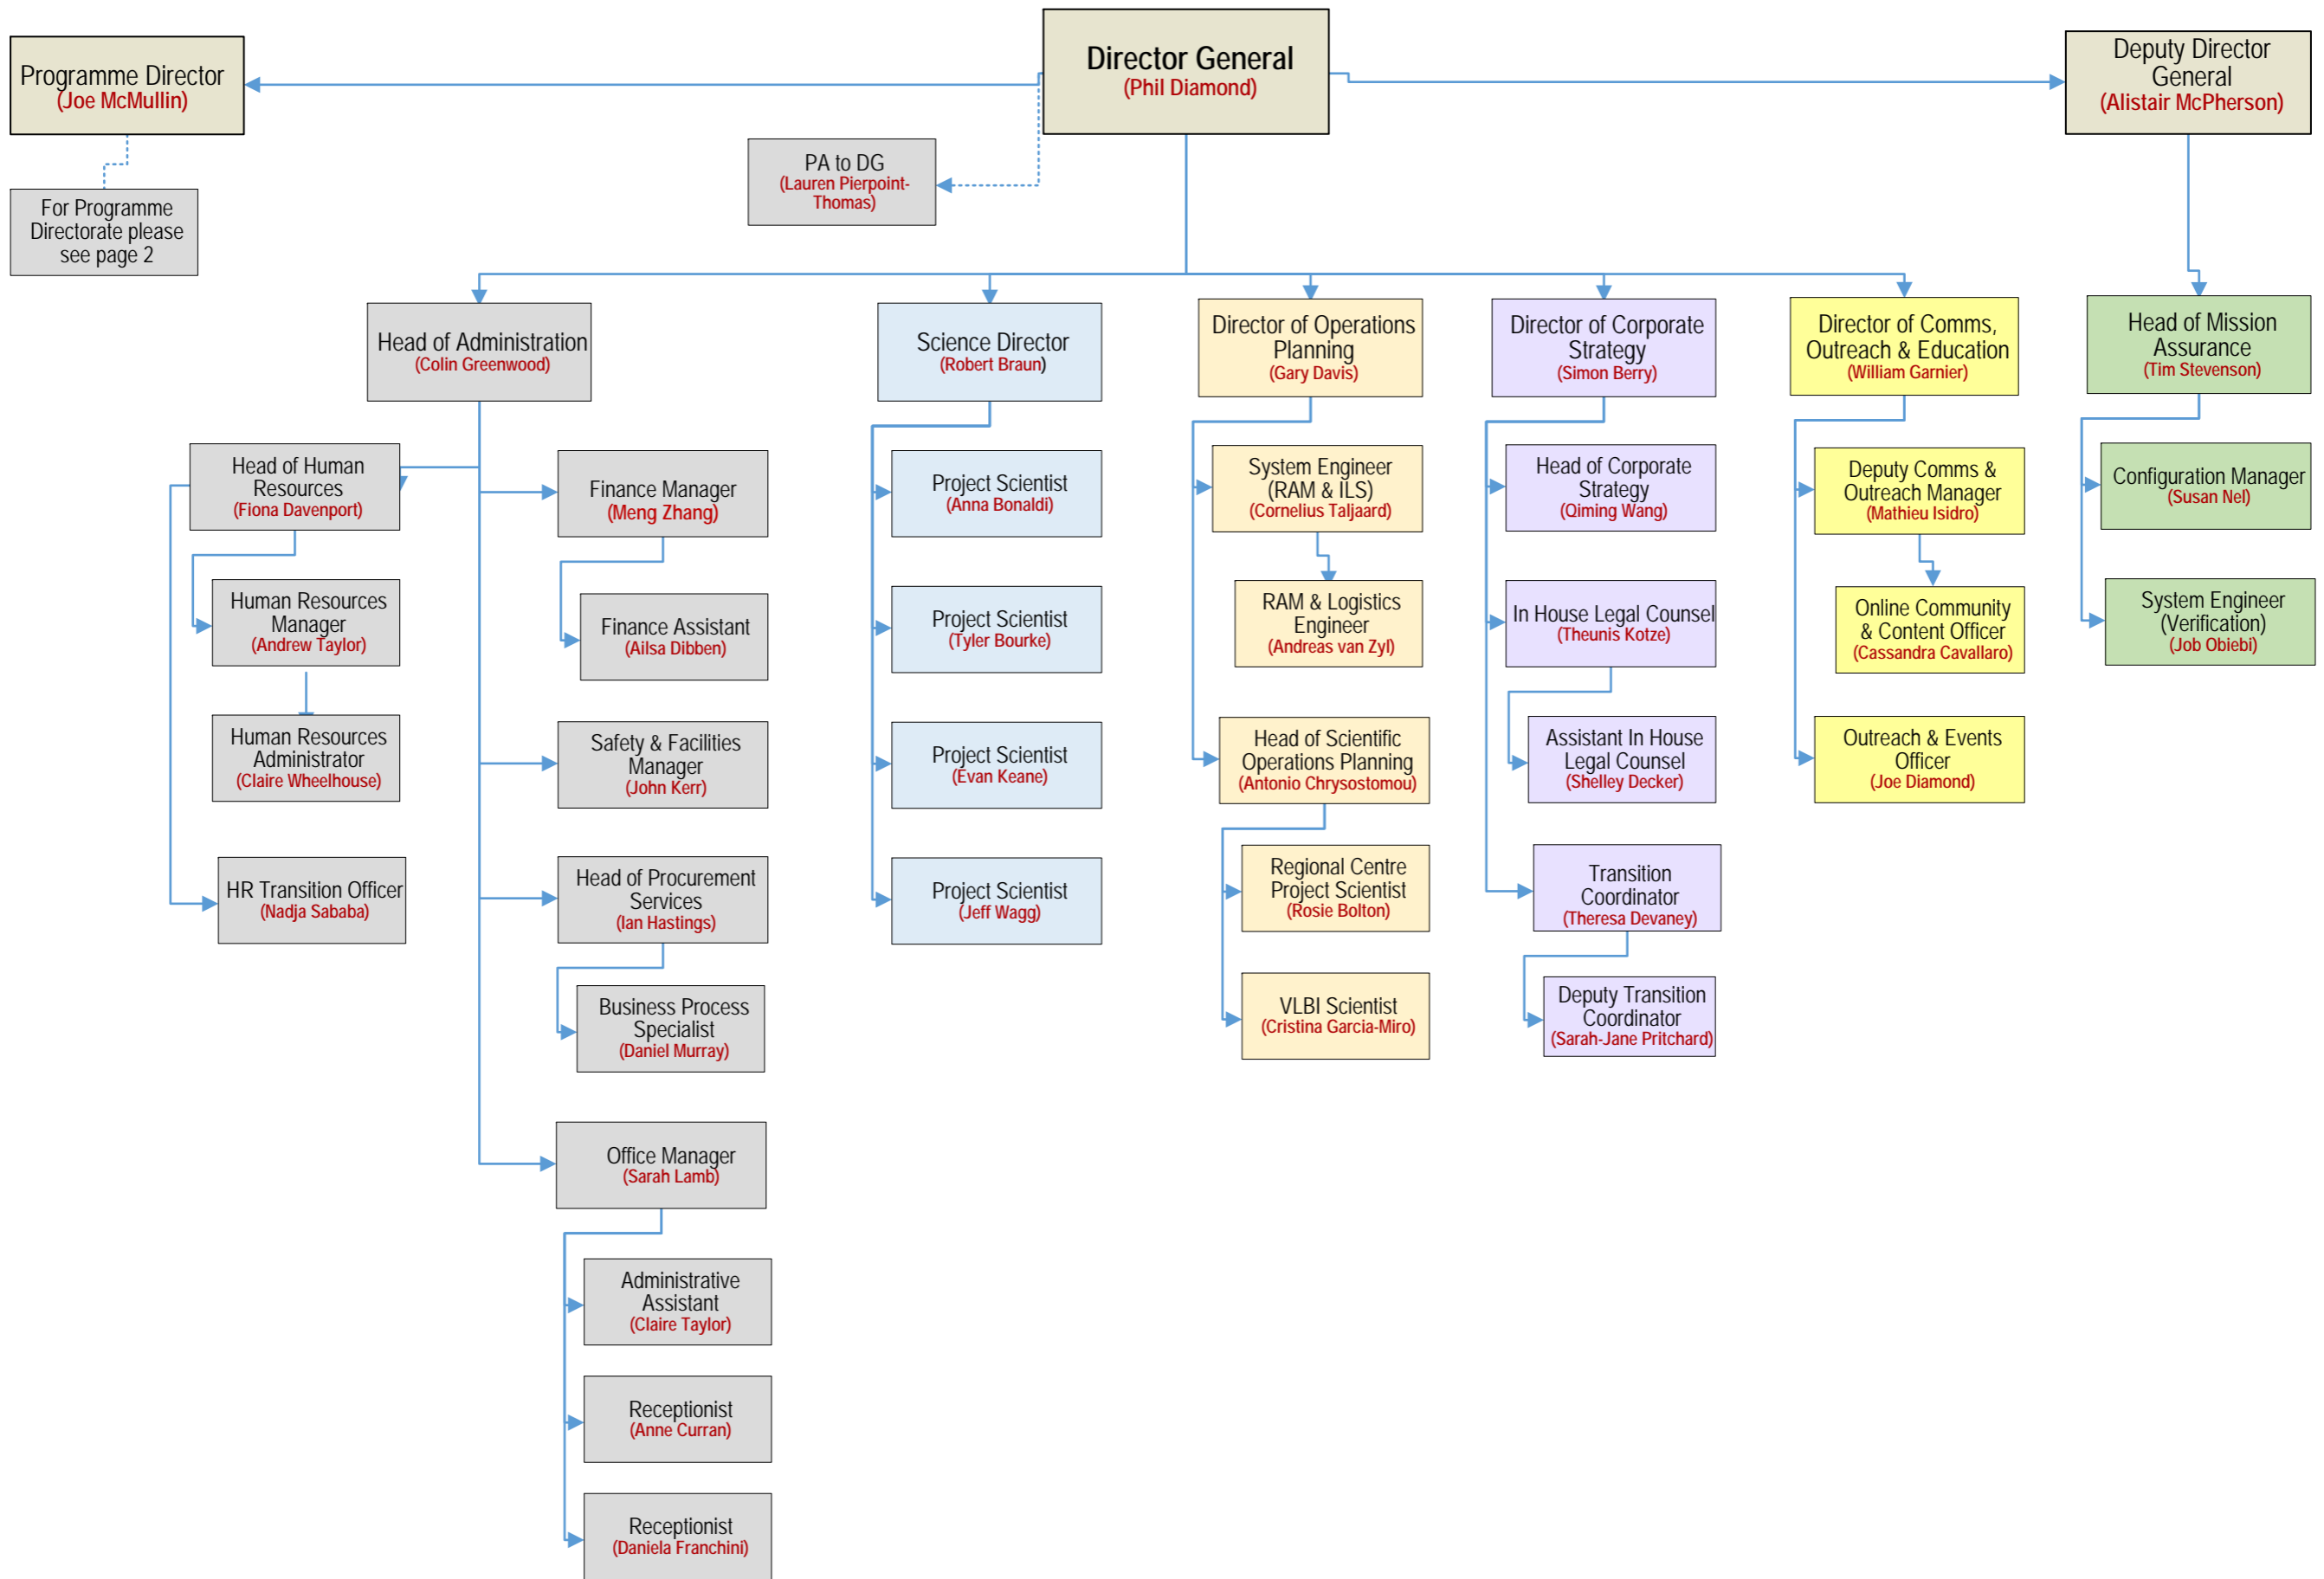 Director General
(Phil Diamond)
Programme Director
(Joe McMullin)
Deputy Director
General
(Alistair McPherson)
PA to DG
(Lauren Pierpoint-
Thomas)
For Programme
Directorate please
see page 2
Head of Administration
(Colin Greenwood)
Science Director
(Robert Braun)
Director of Operations
Planning
(Gary Davis)
Director of Corporate
Strategy
(Simon Berry)
Director of Comms,
Outreach & Education
(William Garnier)
Head of Mission
Assurance
(Tim Stevenson)
Head of Human
Resources
(Fiona Davenport)
Human Resources
Manager
(Andrew Taylor)
Human Resources
Administrator
(Claire Wheelhouse)
HR Transition Officer
(Nadja Sababa)
Finance Manager
(Meng Zhang)
Finance Assistant
(Ailsa Dibben)
Safety & Facilities
Manager
(John Kerr)
Head of Procurement
Services
(Ian Hastings)
Business Process
Specialist
(Daniel Murray)
Office Manager
(Sarah Lamb)
Administrative
Assistant
(Claire Taylor)
Receptionist
(Anne Curran)
Receptionist
(Daniela Franchini)
Project Scientist
(Anna Bonaldi)
Project Scientist
(Tyler Bourke)
Project Scientist
(Evan Keane)
Project Scientist
(Jeff Wagg)
System Engineer
(RAM & ILS)
(Cornelius Taljaard)
RAM & Logistics
Engineer
(Andreas van Zyl)
Head of Scientific
Operations Planning
(Antonio Chrysostomou)
Regional Centre
Project Scientist
(Rosie Bolton)
VLBI Scientist
(Cristina Garcia-Miro)
Head of Corporate
Strategy
(Qiming Wang)
In House Legal Counsel
(Theunis Kotze)
Assistant In House
Legal Counsel
(Shelley Decker)
Transition
Coordinator
(Theresa Devaney)
Deputy Transition
Coordinator
(Sarah-Jane Pritchard)
Deputy Comms &
Outreach Manager
(Mathieu Isidro)
Online Community
& Content Officer
(Cassandra Cavallaro)
Outreach & Events
Officer
(Joe Diamond)
Configuration Manager
(Susan Nel)
System Engineer
(Verification)
(Job Obiebi)